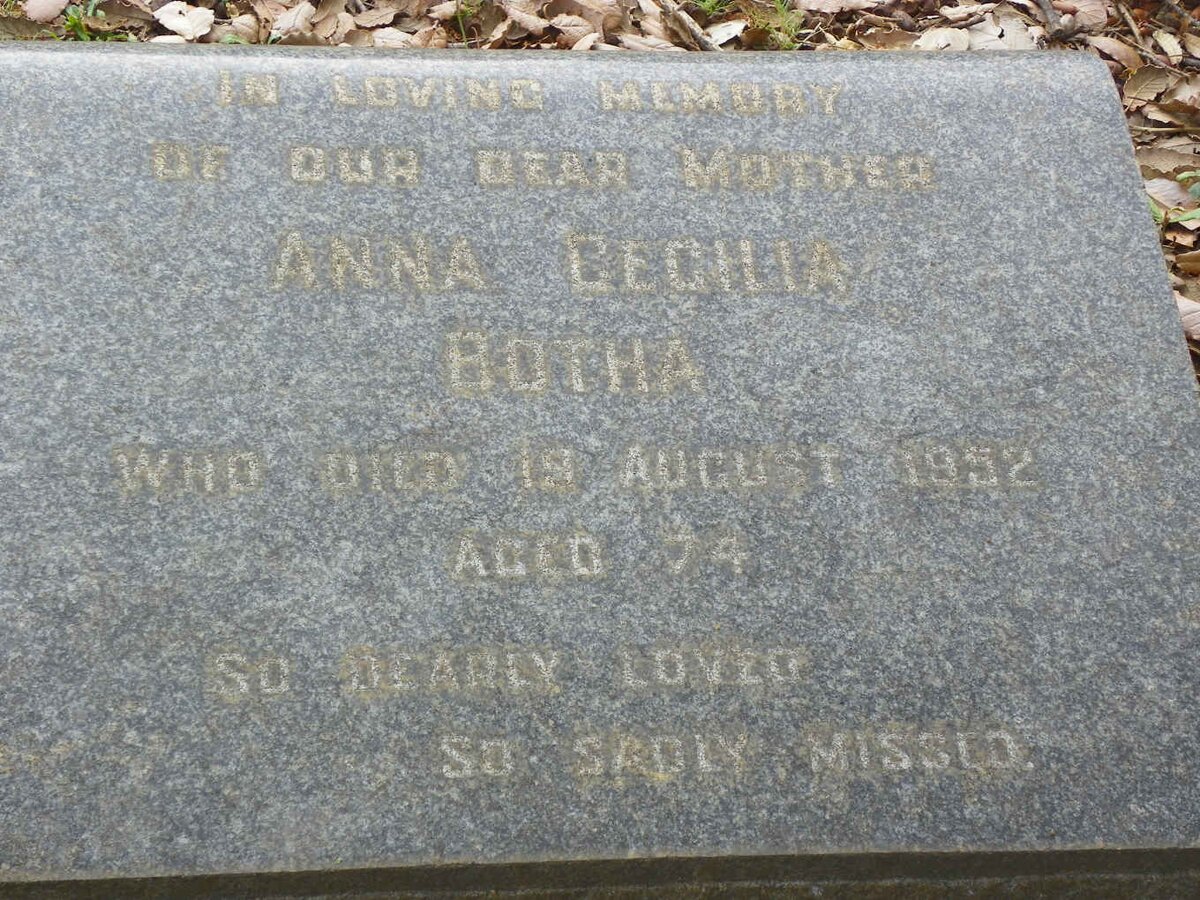 IN LOVING MEMORY
OF OUR DEAR MOTHER
ANNA CECILIA
BOTHA
WHO DIED 19 AUGUST 1952
AGED 74
SO DEARLY LOVED
SO SADLY MISSED.